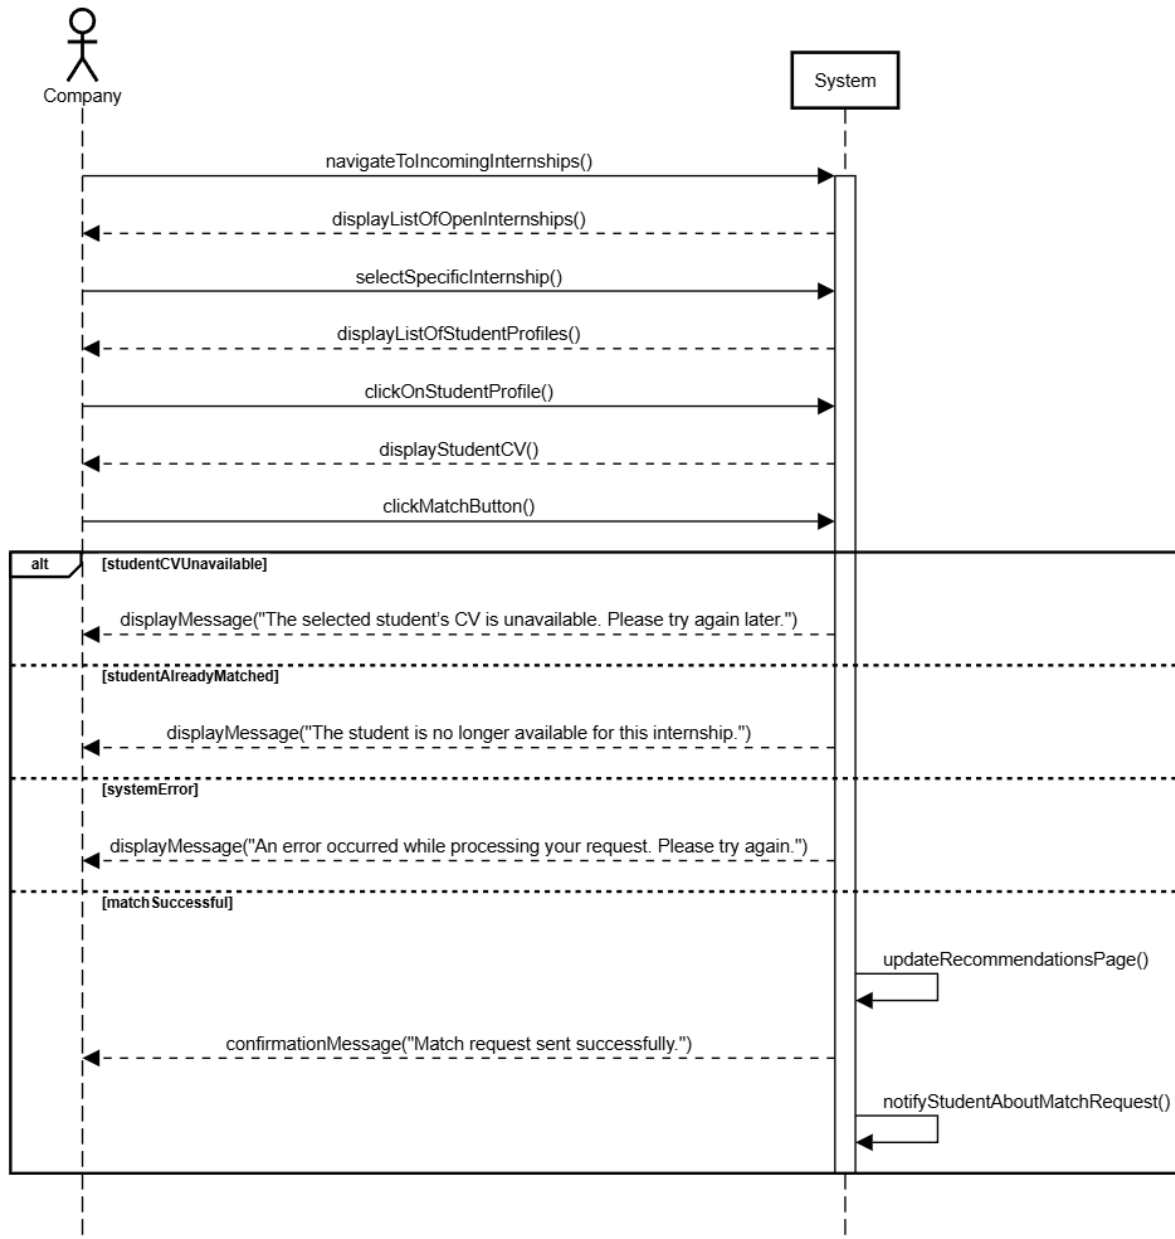 Company
System
navigateToIncomingInternships()
displayListOfOpenInternships()
selectSpecificInternship()
displayListOfStudentProfiles()
clickOnStudentProfile()
displayStudentCV()
clickMatchButton()
alt
[studentCVUnavailable]
displayMessage("The selected student’s CV is unavailable. Please try again later.")
[studentAlreadyMatched]
displayMessage("The student is no longer available for this internship.")
[systemError]
displayMessage("An error occurred while processing your request. Please try again.")
[matchSuccessful]
updateRecommendationsPage()
confirmationMessage("Match request sent successfully.")
notifyStudentAboutMatchRequest()